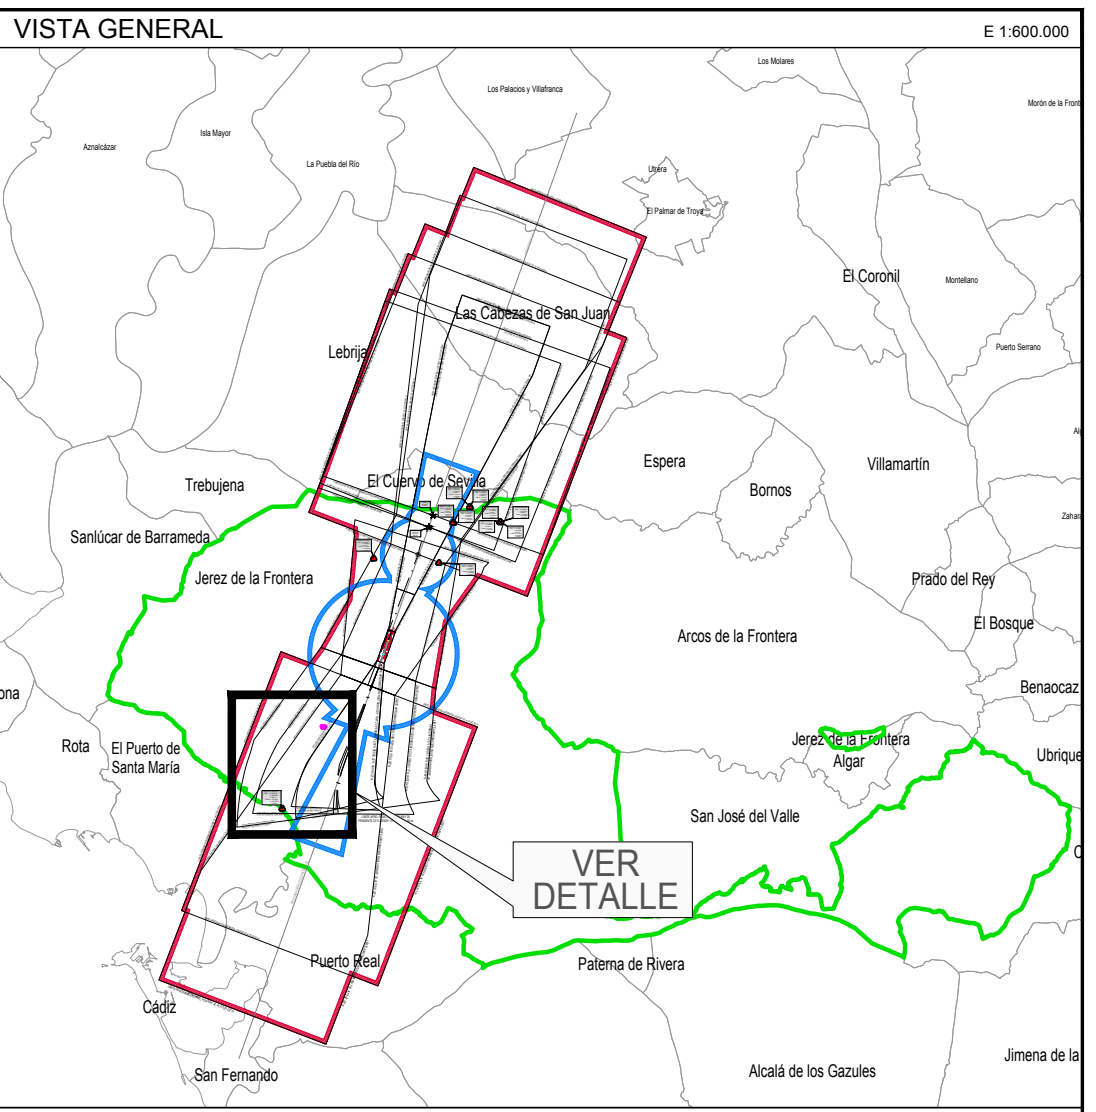 VISTA GENERAL
E 1:600.000
Los Molares
Los Palacios y Villafranca
Morón de la Front
Isla Mayor
Aznalcázar
La Puebla del Río
Utrera
El Palmar de Troya
El Coronil
Montellano
Las Cabezas de San Juan
Puerto Serrano
Lebrija
Espera
Villamartín
El Cuervo de Sevilla
Trebujena
Bornos
Zahara
Sanlúcar de Barrameda
Jerez de la Frontera
Prado del Rey
El Bosque
Arcos de la Frontera
Benaocaz
ona
Rota
El Puerto de
Santa María
Jerez de la Frontera
Algar
Ubrique
San José del Valle
VER
DETALLE
Puerto Real
Paterna de Rivera
Cádiz
Jimena de la
San Fernando
Alcalá de los Gazules